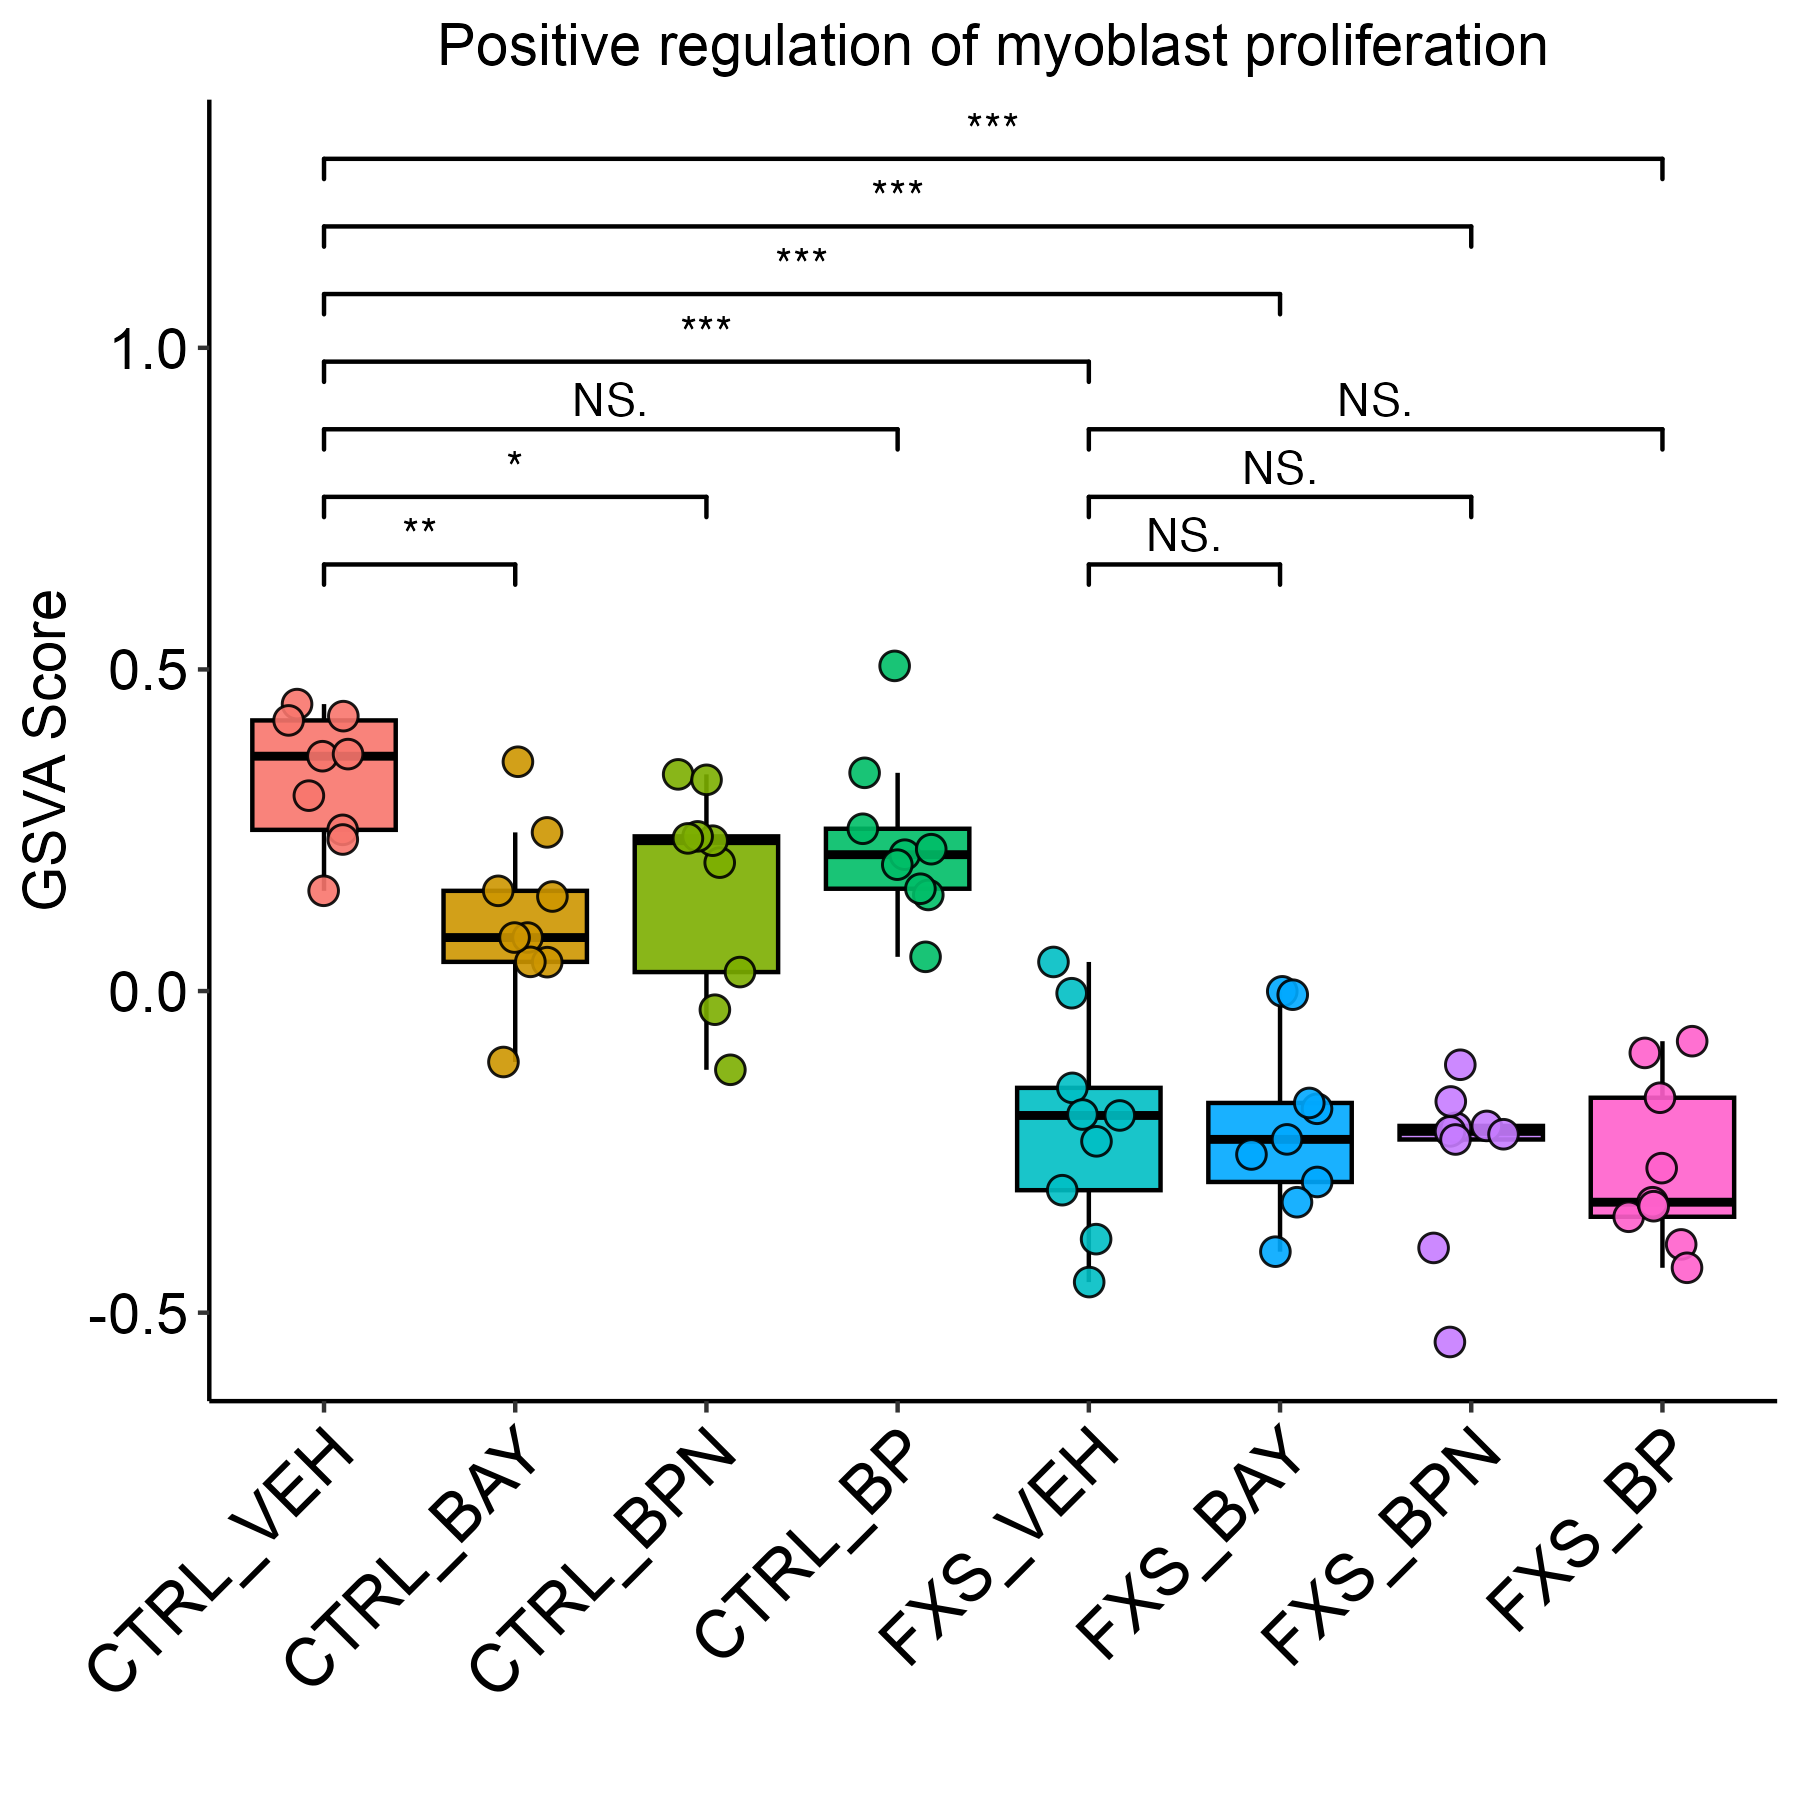 Positive regulation of myoblast proliferation
***
***
***
***
NS.
NS.
*
NS.
**
NS.
GSVA Score
1.0
0.5
0.0
-0.5
CTRL_VEH
CTRL_BAY
CTRL_BPN
CTRL_BP
FXS_VEH
FXS_BAY
FXS_BPN
FXS_BP